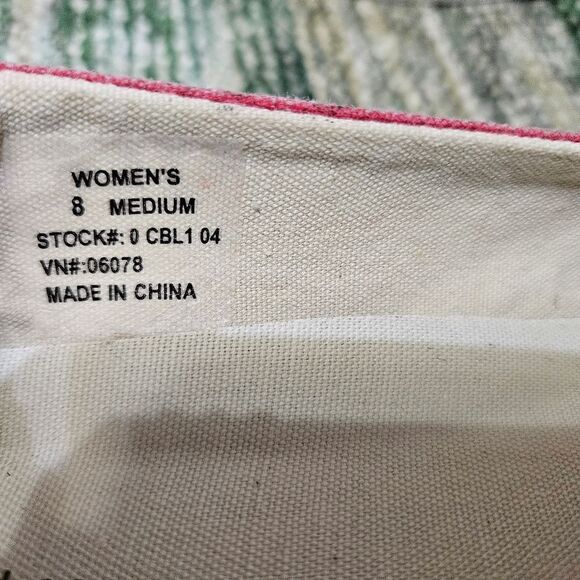 WOMEN'S
8 MEDIUM
STOCK#: 0 CBL1 04
VN#:06078
MADE IN CHINA